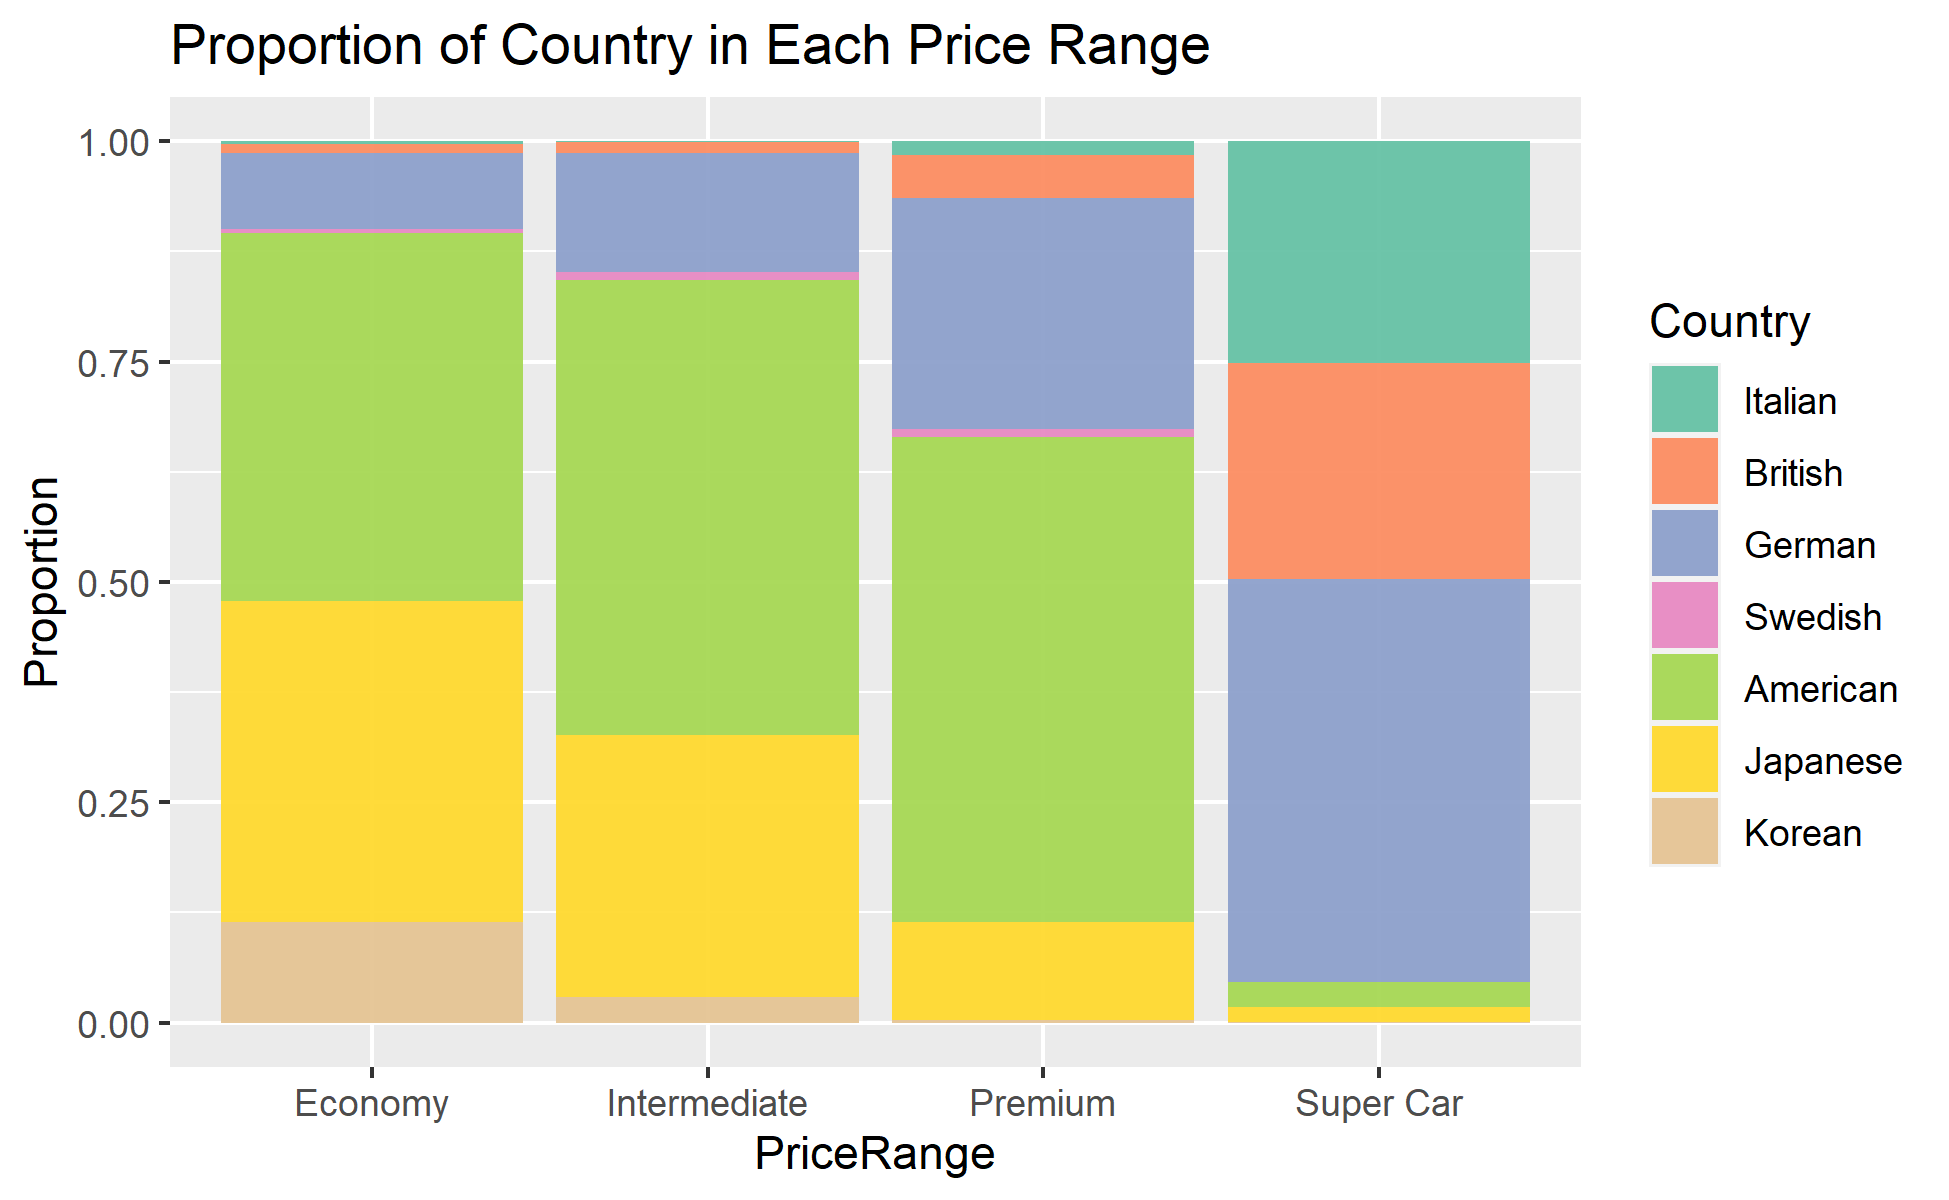 Proportion of Country in Each Price Range
Proportion
1.00
0.75
0.50
0.25
0.00
Economy
Intermediate
Premium
Super Car
PriceRange
Country
Italian
British
German
Swedish
American
Japanese
Korean